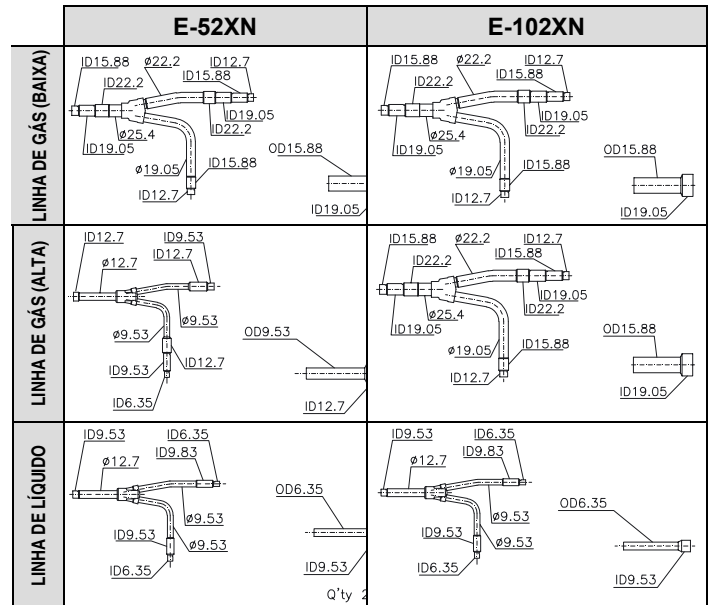 E-52XN
E-102XN
LINHA DE GÁS (BAIXA)
ID15.88
ø22.2
ID12.7
ID15.88
ID22.2
ID19.05
ø25.4
ID22.2
ID19.05
ø19.05
ID15.88
ID12.7
OD15.88
ID19.05
ID15.88
ø22.2
ID12.7
ID15.88
ID22.2
ID19.05
ø25.4
ID22.2
ID19.05
ø19.05
ID15.88
ID12.7
OD15.88
ID19.05
LINHA DE GÁS (ALTA)
ID12.7
ID9.53
ID12.7
ø12.7
ø9.53
ø9.53
ID12.7
ID9.53
ID6.35
OD9.53
ID12.7
ID15.88
ø22.2
ID12.7
ID15.88
ID22.2
ID19.05
ø25.4
ID22.2
ID19.05
ø19.05
ID15.88
ID12.7
OD15.88
ID19.05
LINHA DE LÍQUIDO
ID9.53
ID6.35
ID9.83
ø12.7
ø9.53
ID9.53
ø9.53
ID6.35
OD6.35
ID9.53
Q'ty 2
ID9.53
ID6.35
ID9.83
ø12.7
ø9.53
ID9.53
ø9.53
ID6.35
OD6.35
ID9.53